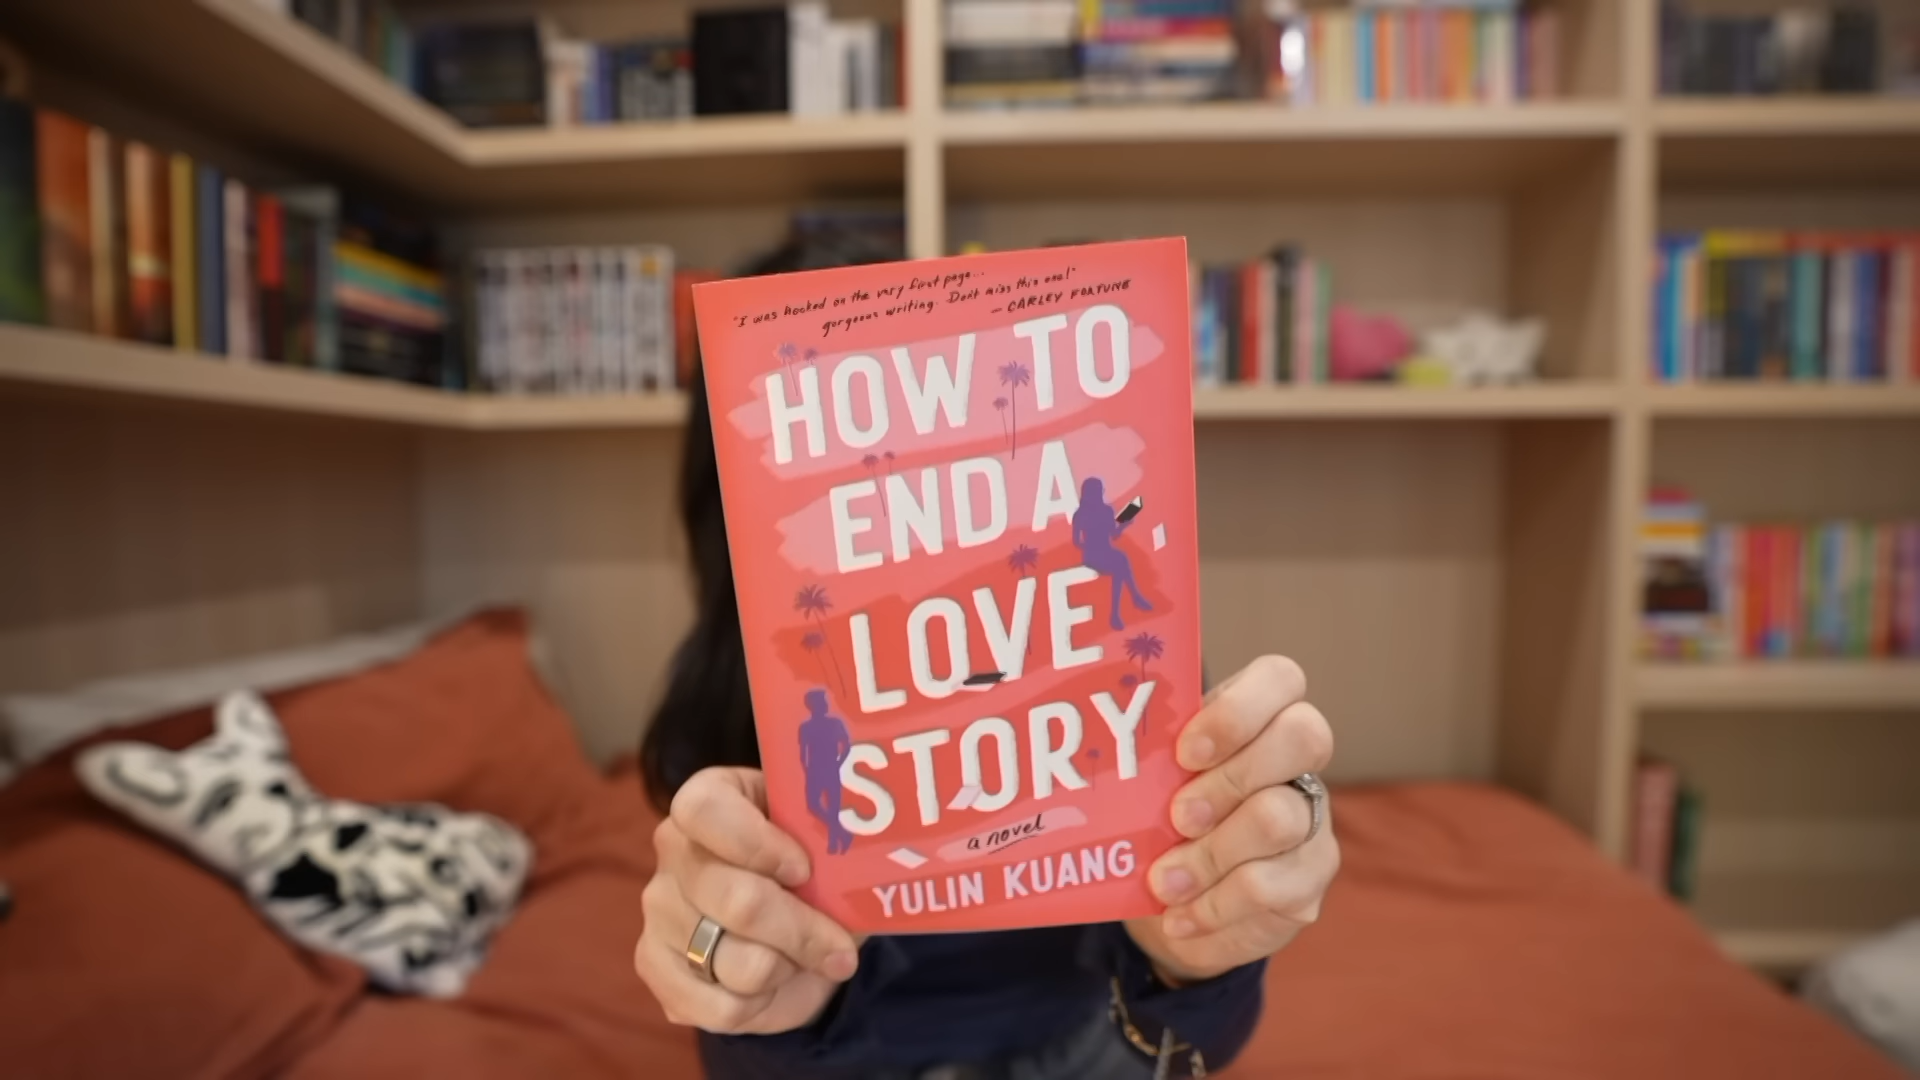 "I was hooked on the very first page...
gorgeous writing. Don't miss this one!"
— CARLEY FORTUNE
HOW TO
END A
LOVE
STORY
a novel
YULIN KUANG